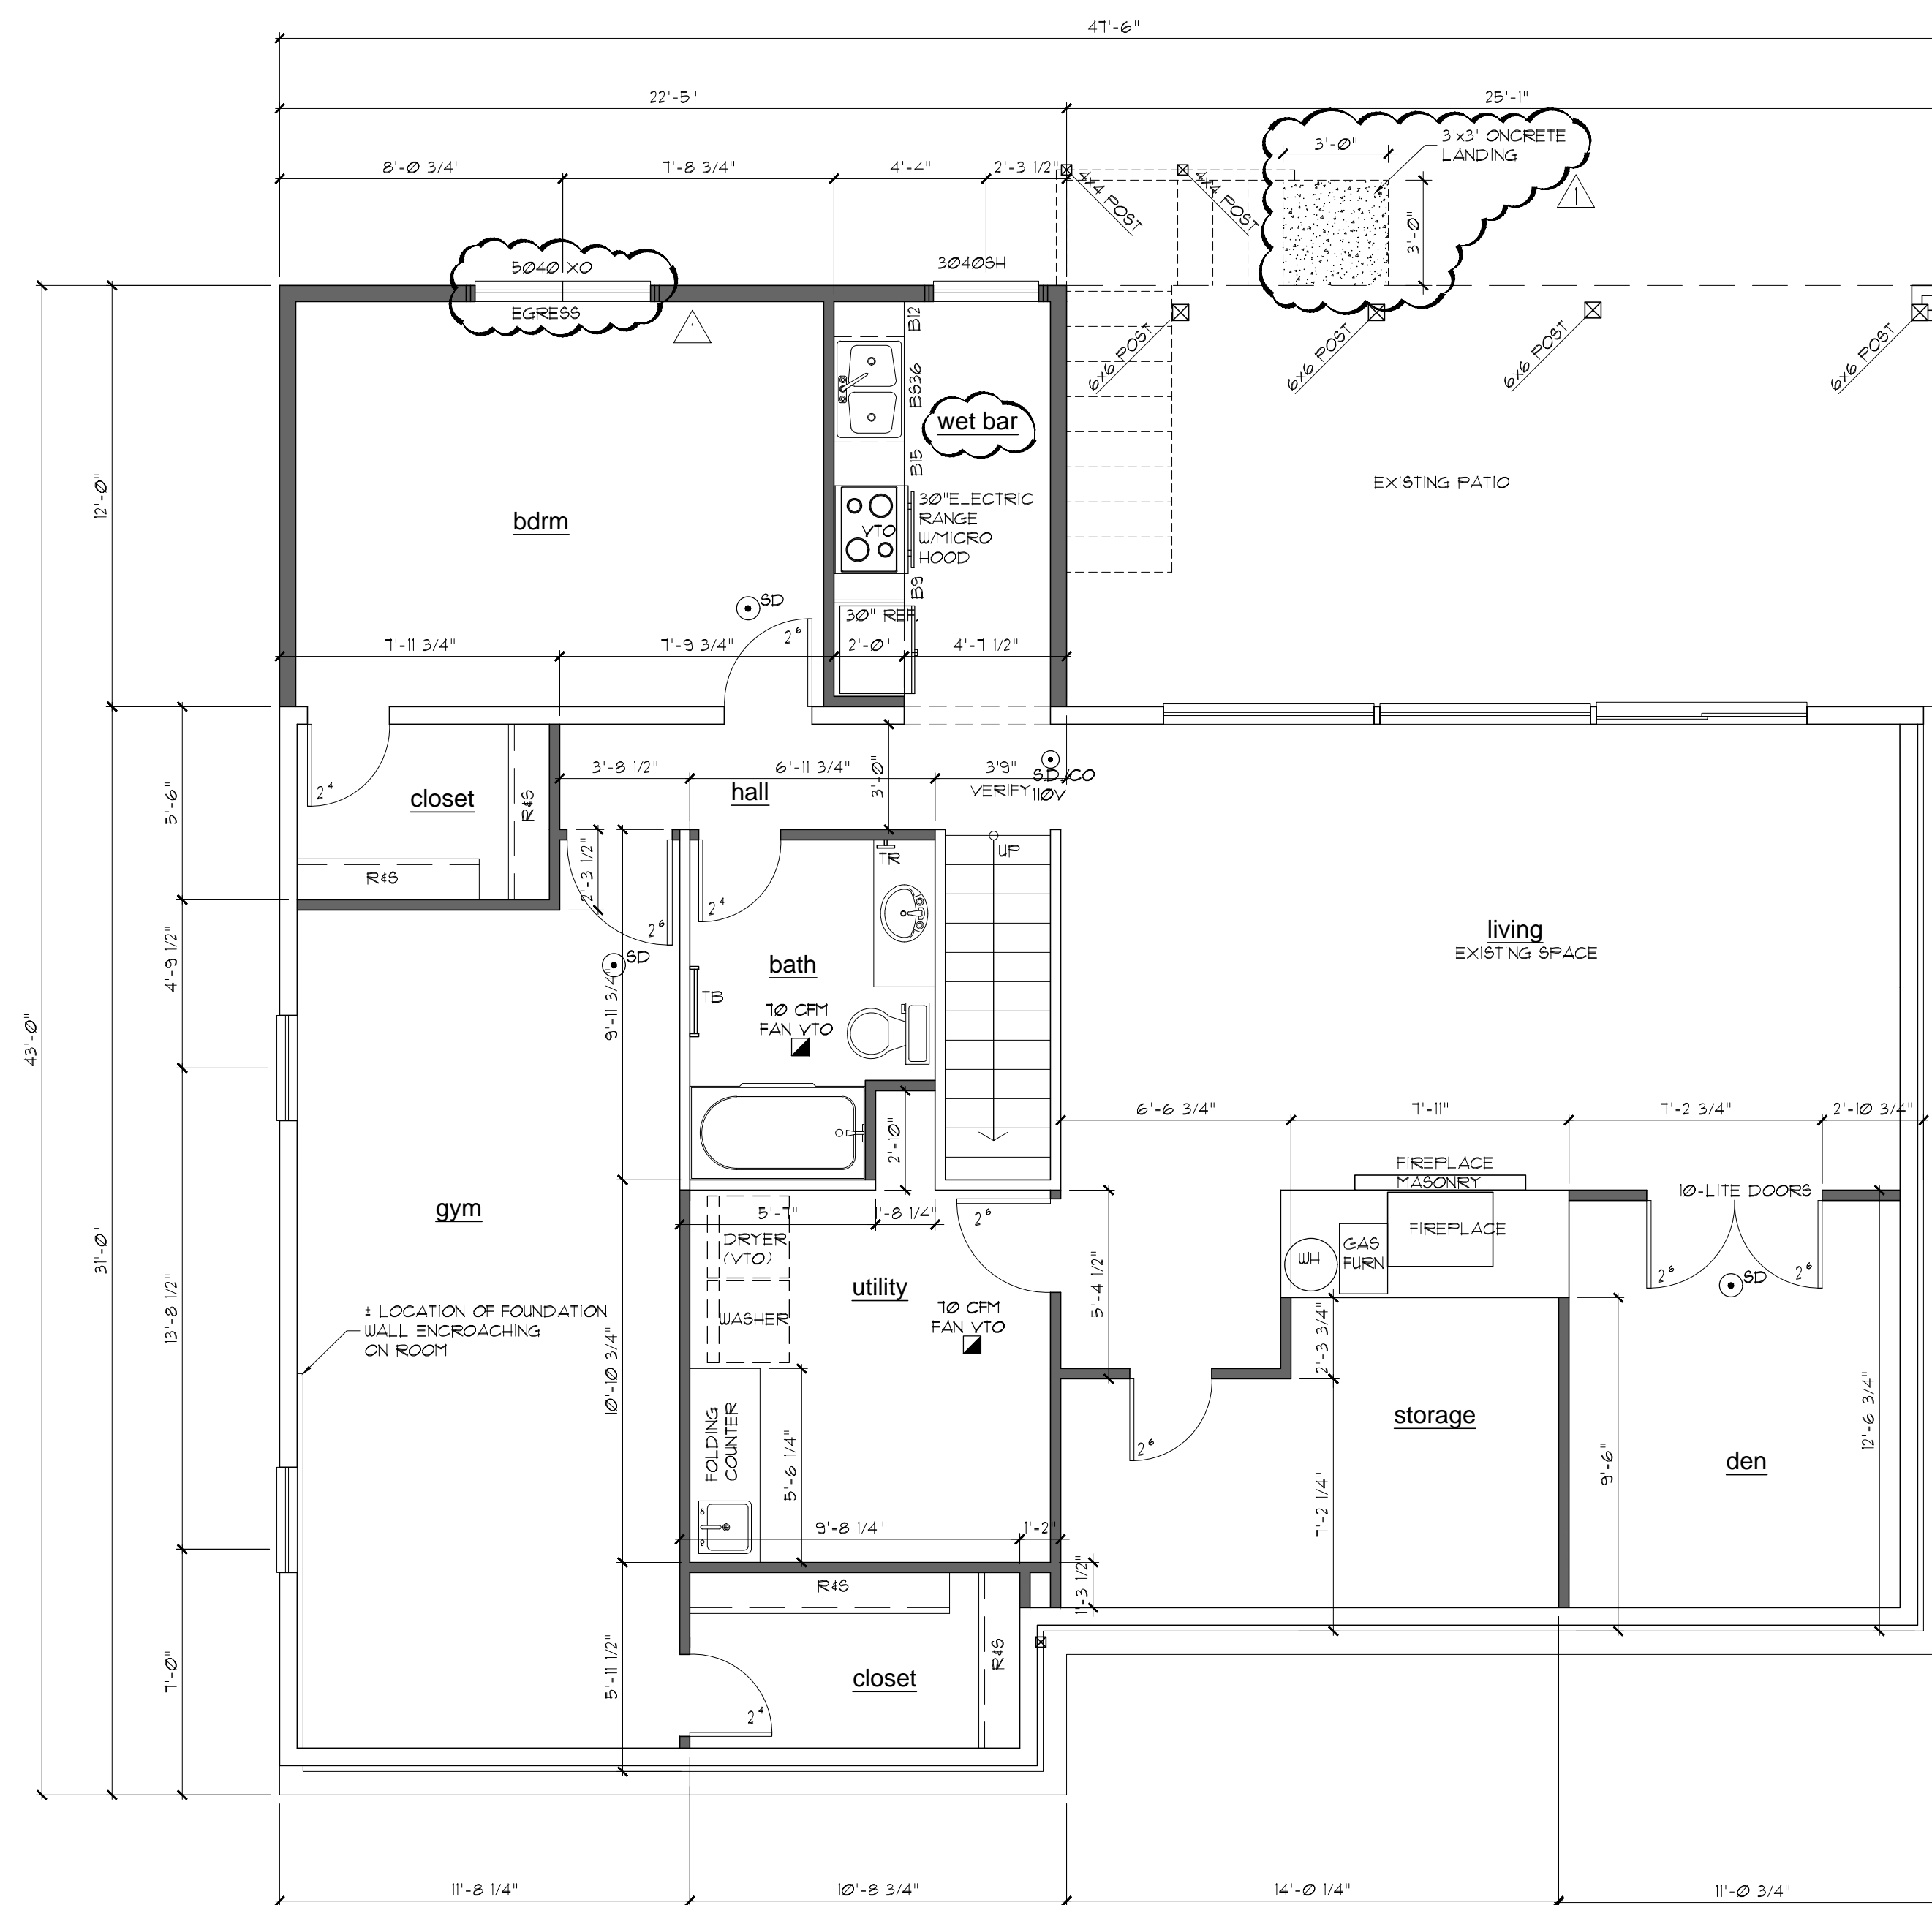 47'-6"
22'-5"
25'-1"
8'-0 3/4"
7'-8 3/4"
4'-4"
2'-3 1/2"
3'-0"
3'x3' ONCRETE
LANDING
1
3'-0"
4x4 POST
4x4 POST
5040 XO
EGRESS
1
3040SH
B12
BS36
wet bar
B15
6x6 POST
6x6 POST
6x6 POST
6x6 POST
EXISTING PATIO
12'-0"
bdrm
VTO
30"ELECTRIC
RANGE
W/MICRO
HOOD
B9
30" REF.
SD
2⁶
7'-11 3/4"
7'-9 3/4"
2'-0"
4'-7 1/2"
5'-6"
2⁴
closet
R&S
R&S
3'-8 1/2"
6'-11 3/4"
3'9"
hall
3'-0"
S.D./CO
VERIFY 110V
2'-3 1/2"
2⁶
2⁴
TR
UP
living
EXISTING SPACE
4'-9 1/2"
SD
9'-11 3/4"
bath
TB
70 CFM
FAN VTO
43'-0"
31'-0"
6'-6 3/4"
7'-11"
7'-2 3/4"
2'-10 3/4"
2'-10"
FIREPLACE
MASONRY
10-LITE DOORS
gym
5'-7"
1'-8 1/4"
2⁶
DRYER
(VTO)
FIREPLACE
WH
GAS
FURN
2⁶
SD
2⁶
utility
5'-4 1/2"
13'-8 1/2"
± LOCATION OF FOUNDATION
WALL ENCROACHING
ON ROOM
WASHER
70 CFM
FAN VTO
2'-3 3/4"
10'-10 3/4"
FOLDING
COUNTER
5'-6 1/4"
2⁶
storage
12'-6 3/4"
9'-6"
den
7'-2 1/4"
9'-8 1/4"
1'-2"
1'-3 1/2"
R&S
R&S
7'-0"
5'-11 1/2"
closet
2⁴
11'-8 1/4"
10'-8 3/4"
14'-0 1/4"
11'-0 3/4"